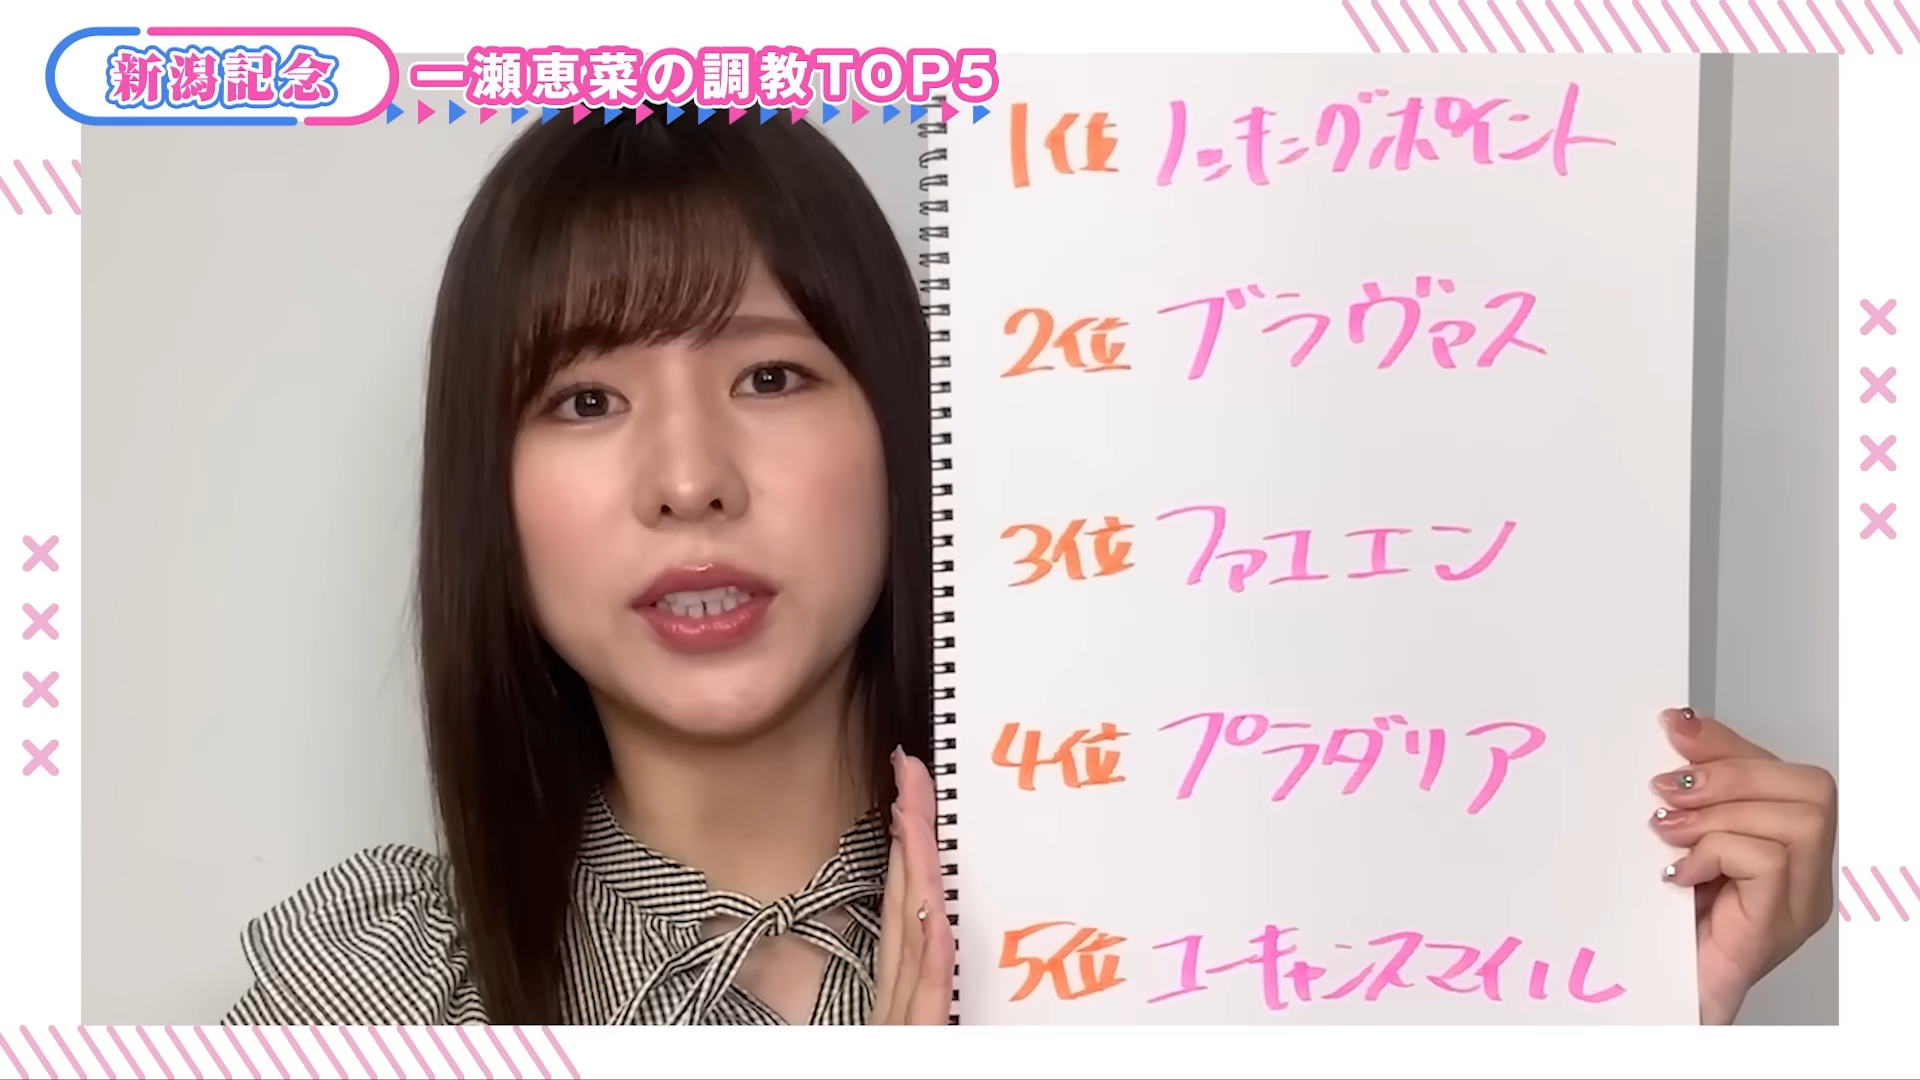 新潟記念
一瀬恵菜の調教TOP5
1位 ノッキングポイント
2位 ブラヴァス
3位 ファユエン
4位 プラダリア
5位 ユーキャンスマイル